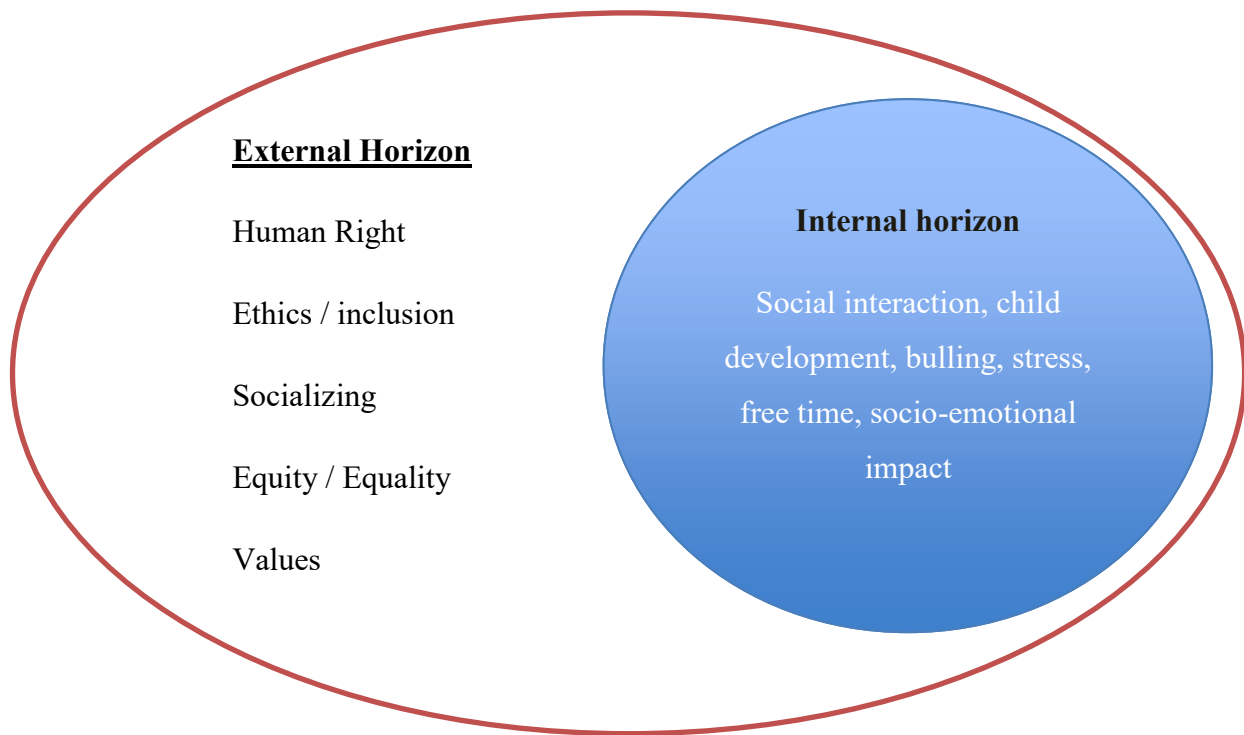 External Horizon
Human Right
Ethics / inclusion
Socializing
Equity / Equality
Values
Internal horizon
Social interaction, child
development, bulling, stress,
free time, socio-emotional
impact